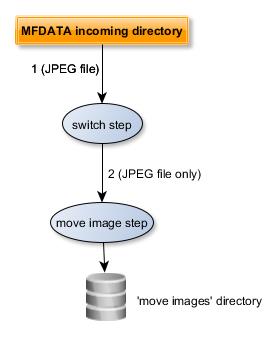 MFDATA incoming directory
1 (JPEG file)
switch step
2 (JPEG file only)
move image step
'move images' directory